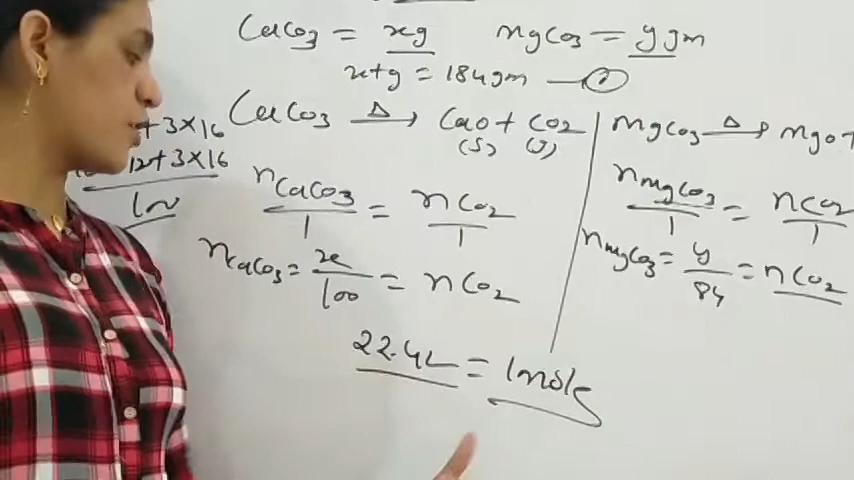 CaCO3 = xg MgCO3 = y gm
x+y = 184gm —①
+3×16 CaCO3 —Δ→ CaO + CO2 MgCO3 —Δ→ MgO+
12+3×16 (s) (g)
100 nCaCO3/1 = nCO2/1 nMgCO3/1 = nCO2/1
nCaCO3 = x/100 = nCO2 nMgCO3 = y/84 = nCO2
22.4L = 1mole